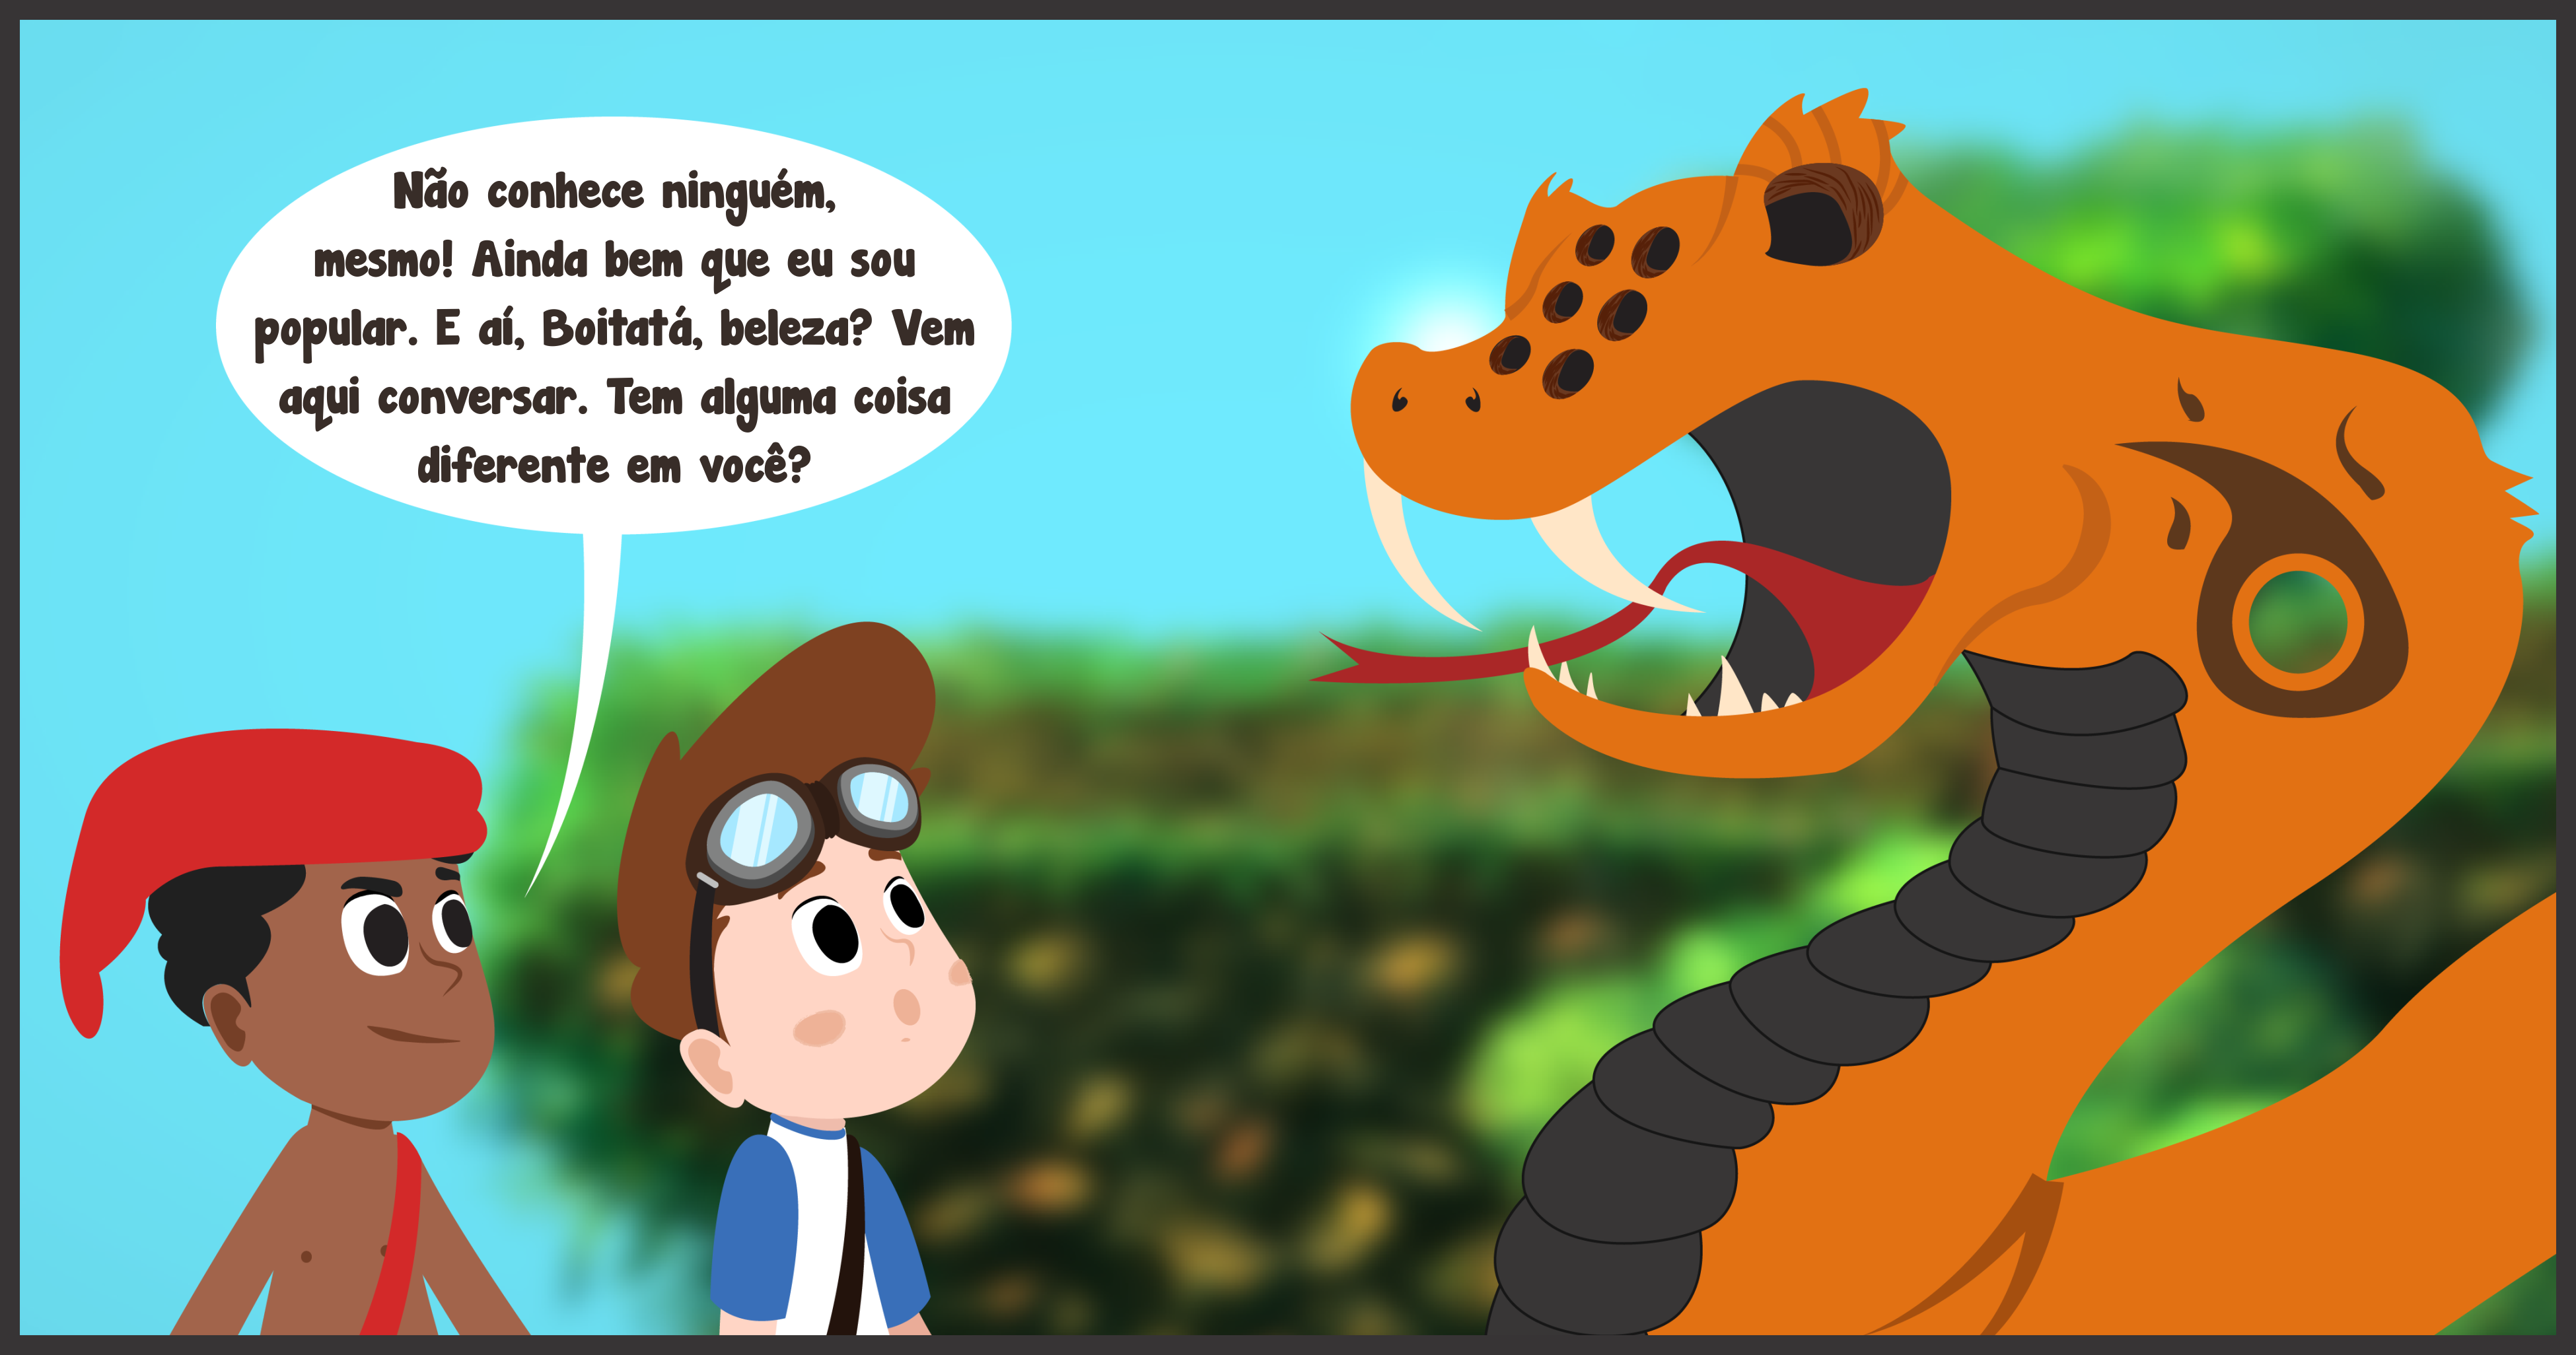 Não conhece ninguém,
mesmo! Ainda bem que eu sou
popular. E aí, Boitatá, beleza? Vem
aqui conversar. Tem alguma coisa
diferente em você?